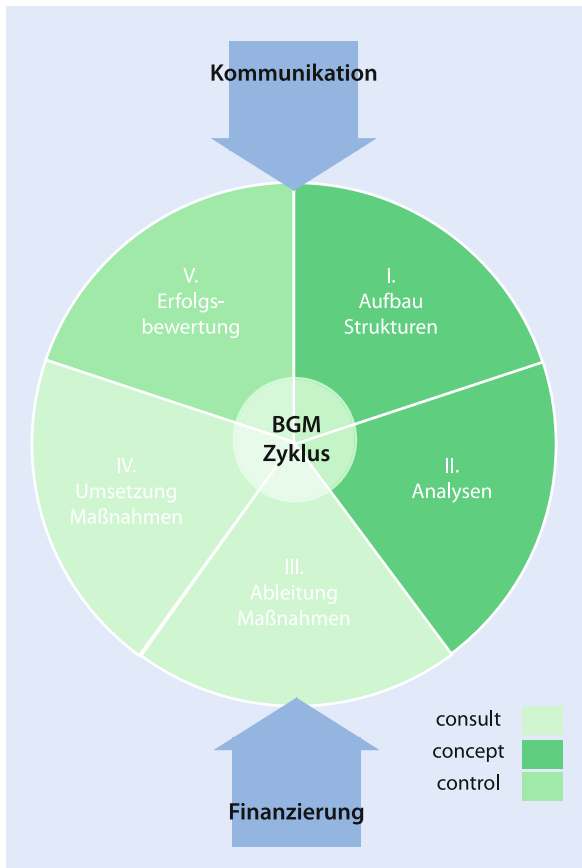 Kommunikation
I.
Aufbau
Strukturen
II.
Analysen
III.
Ableitung
Maßnahmen
IV.
Umsetzung
Maßnahmen
V.
Erfolgs-
bewertung
BGM
Zyklus
Finanzierung
consult
concept
control